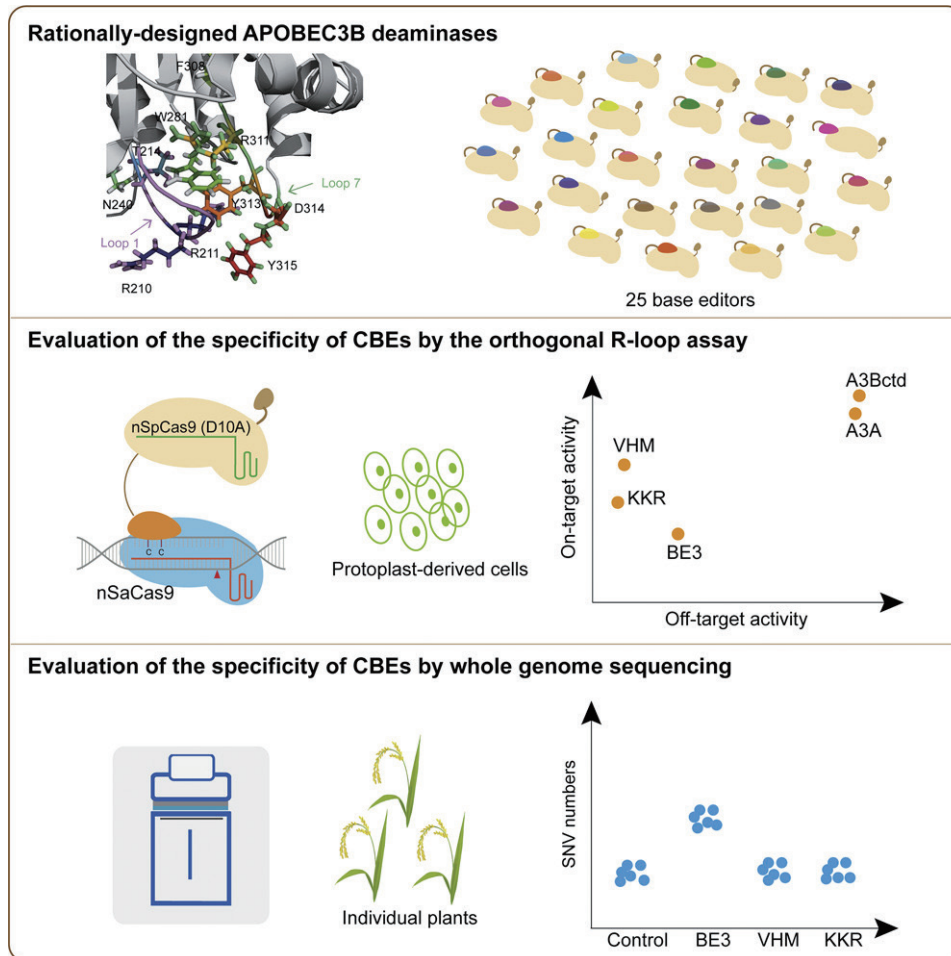 Rationally-designed APOBEC3B deaminases
F308
W281
R311
T214
Loop 7
N240
Y313
D314
Loop 1
R211
Y315
R210
25 base editors
Evaluation of the specificity of CBEs by the orthogonal R-loop assay
nSpCas9 (D10A)
C C
nSaCas9
Protoplast-derived cells
On-target activity
A3Bctd
A3A
VHM
KKR
BE3
Off-target activity
Evaluation of the specificity of CBEs by whole genome sequencing
Individual plants
SNV numbers
Control BE3 VHM KKR